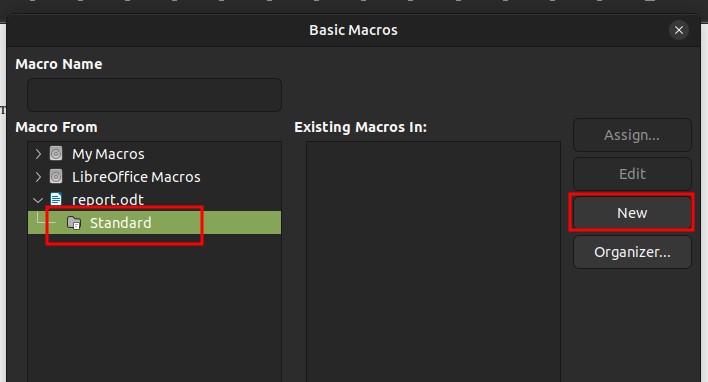 Basic Macros
Macro Name
Macro From
Existing Macros In:
My Macros
LibreOffice Macros
report.odt
Standard
Assign...
Edit
New
Organizer...